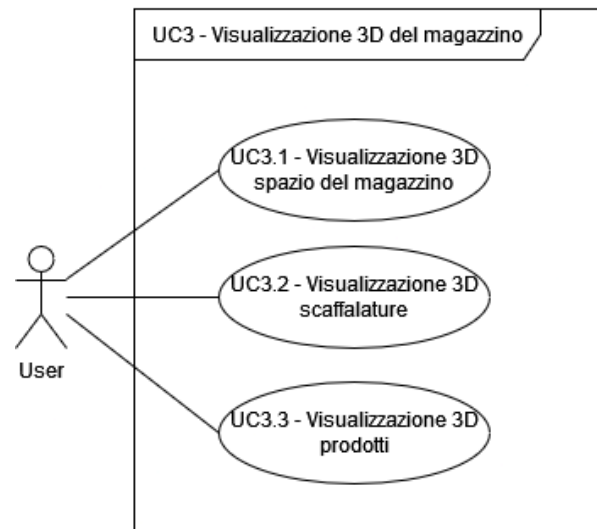 UC3 - Visualizzazione 3D del magazzino
UC3.1 - Visualizzazione 3D
spazio del magazzino
UC3.2 - Visualizzazione 3D
scaffalature
User
UC3.3 - Visualizzazione 3D
prodotti